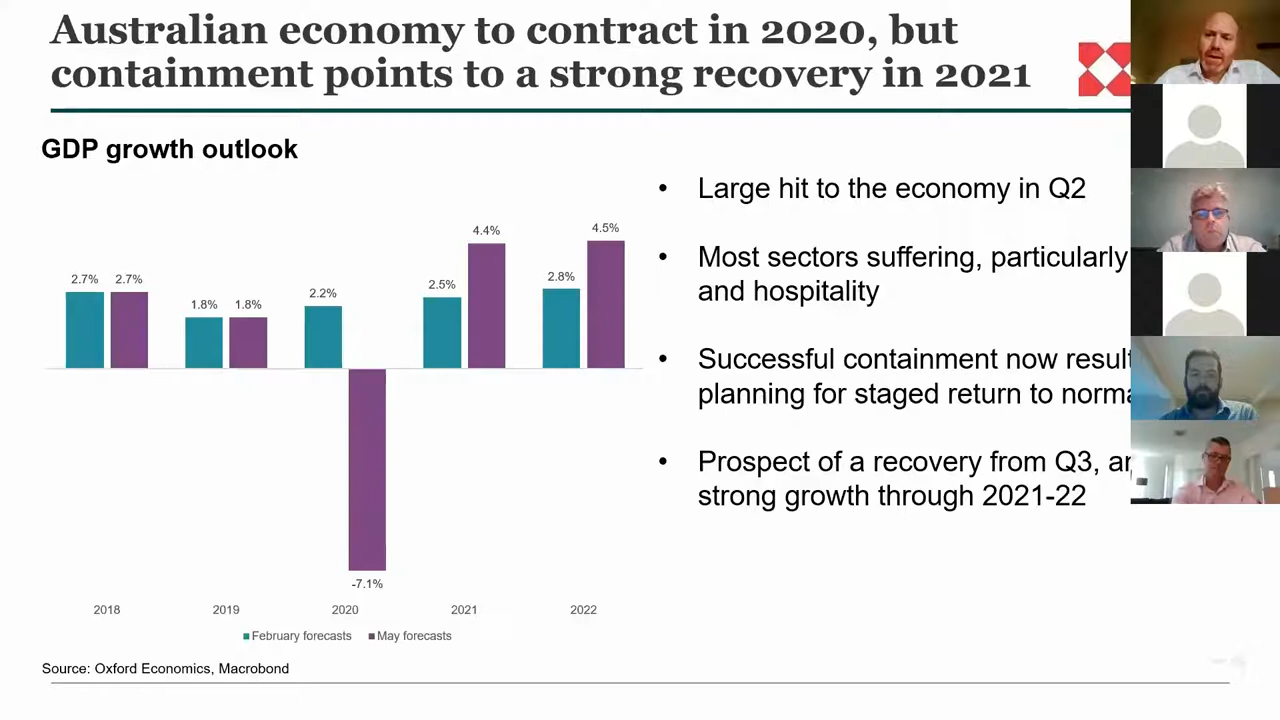 Australian economy to contract in 2020, but
containment points to a strong recovery in 2021
GDP growth outlook
2.7%
2.7%
1.8%
1.8%
2.2%
-7.1%
2.5%
4.4%
2.8%
4.5%
2018
2019
2020
2021
2022
February forecasts
May forecasts
Source: Oxford Economics, Macrobond
• Large hit to the economy in Q2
• Most sectors suffering, particularly
and hospitality
• Successful containment now result
planning for staged return to norma
• Prospect of a recovery from Q3, 
strong growth through 2021-22